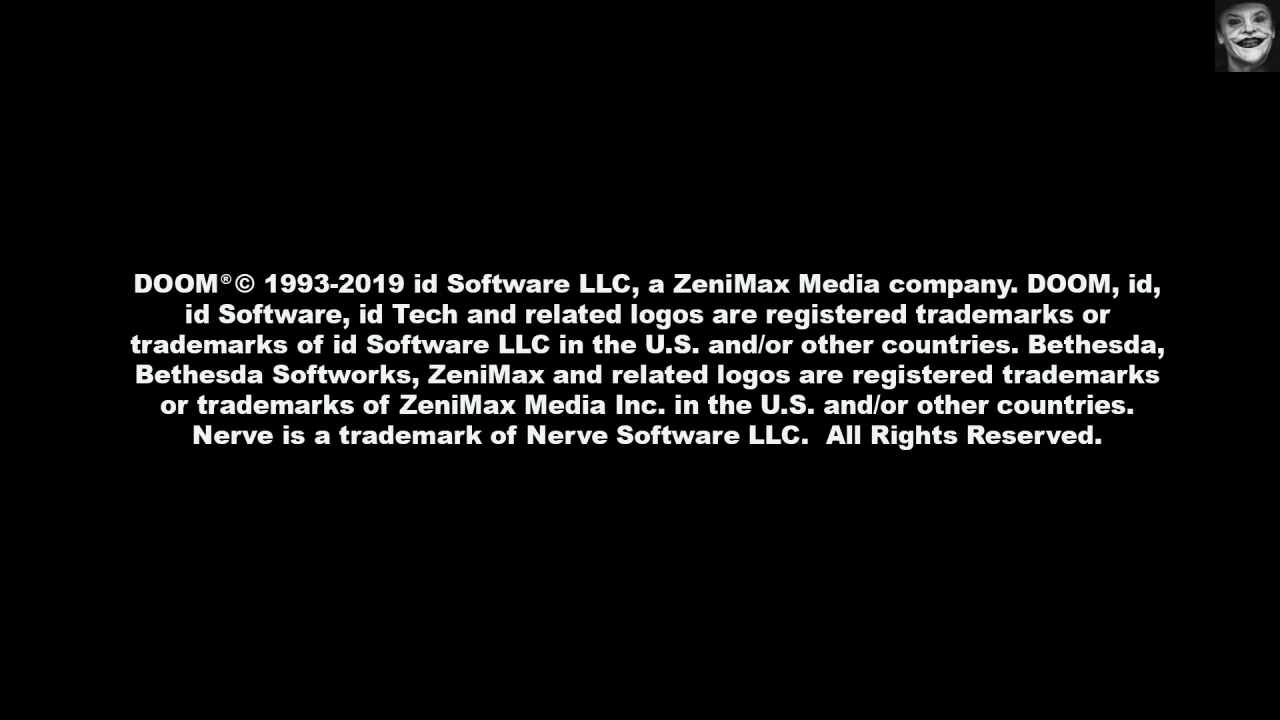 DOOM®© 1993-2019 id Software LLC, a ZeniMax Media company. DOOM, id,
id Software, id Tech and related logos are registered trademarks or
trademarks of id Software LLC in the U.S. and/or other countries. Bethesda,
Bethesda Softworks, ZeniMax and related logos are registered trademarks
or trademarks of ZeniMax Media Inc. in the U.S. and/or other countries.
Nerve is a trademark of Nerve Software LLC.  All Rights Reserved.